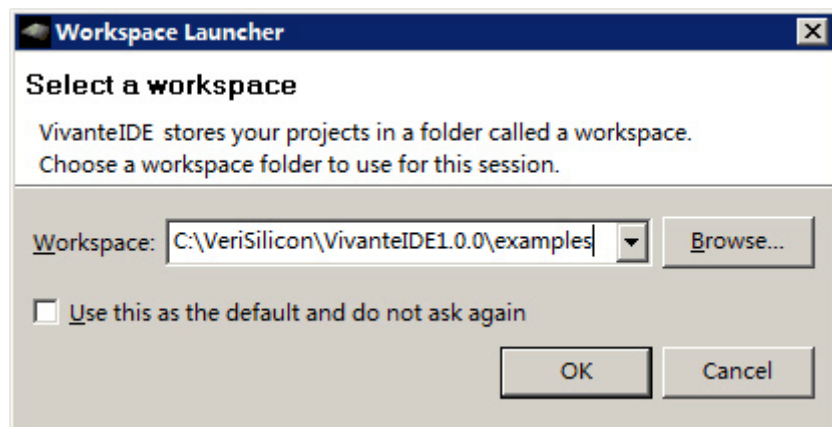 Workspace Launcher
Select a workspace
VivanteIDE stores your projects in a folder called a workspace.
Choose a workspace folder to use for this session.
Workspace: C:\VeriSilicon\VivanteIDE1.0.0\examples Browse...
Use this as the default and do not ask again
OK Cancel